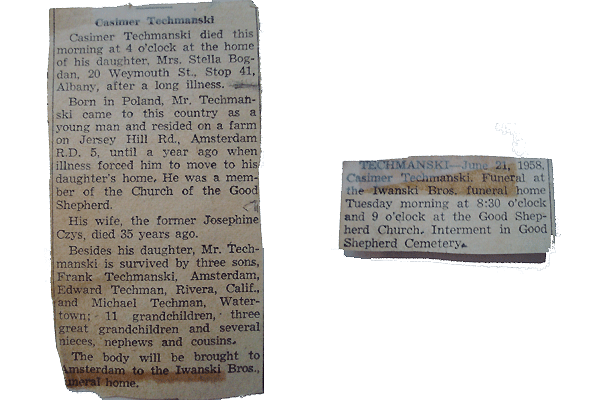 Casimer Techmanski
Casimer Techmanski died this
morning at 4 o'clock at the home
of his daughter, Mrs. Stella Bog-
dan, 20 Weymouth St., Stop 41,
Albany, after a long illness.
Born in Poland, Mr. Techman-
ski came to this country as a
young man and resided on a farm
on Jersey Hill Rd., Amsterdam
R.D. 5, until a year ago when
illness forced him to move to his
daughter's home. He was a mem-
ber of the Church of the Good
Shepherd.
His wife, the former Josephine
Czys, died 35 years ago.
Besides his daughter, Mr. Tech-
manski is survived by three sons,
Frank Techmanski, Amsterdam,
Edward Techman, Rivera, Calif.,
and Michael Techman, Water-
town; 11 grandchildren, three
great grandchildren and several
nieces, nephews and cousins.
The body will be brought to
Amsterdam to the Iwanski Bros.,
funeral home.
TECHMANSKI—June 21, 1958,
Casimer Techmanski. Funeral at
the Iwanski Bros. funeral home
Tuesday morning at 8:30 o'clock
and 9 o'clock at the Good Shep-
herd Church. Interment in Good
Shepherd Cemetery.